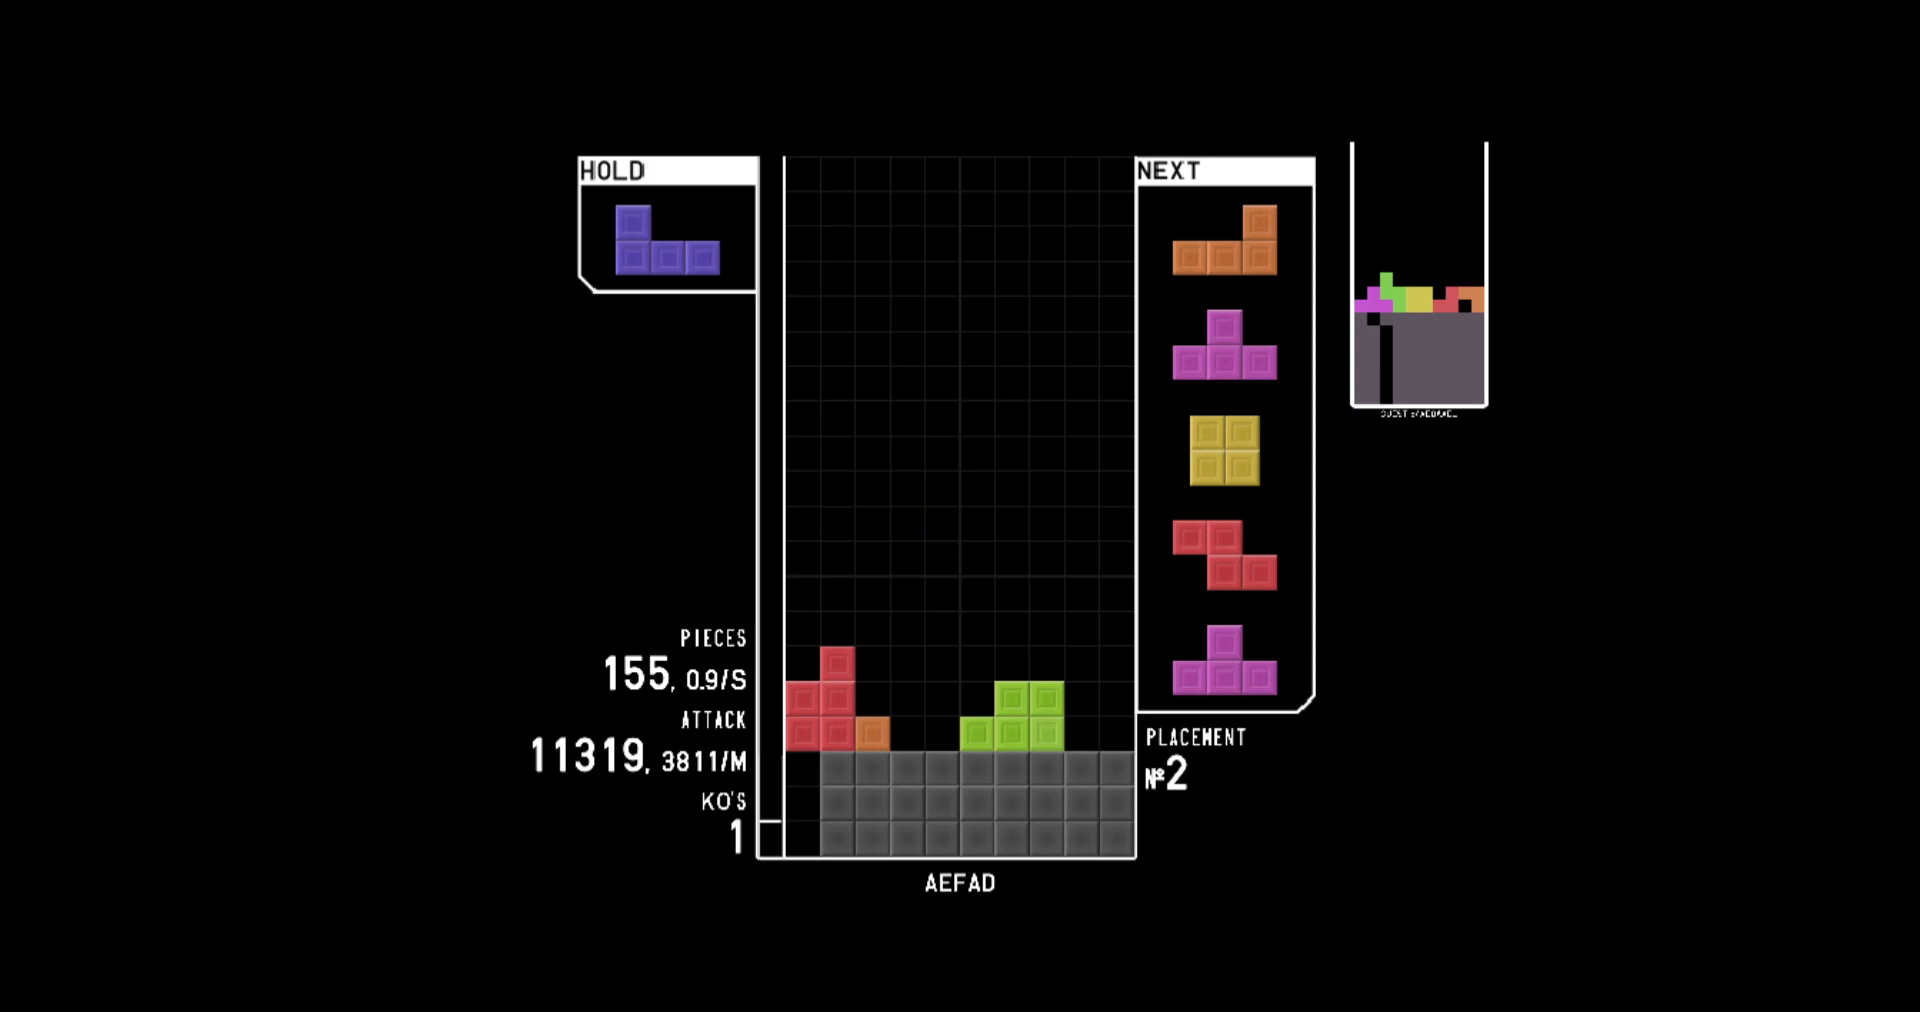 HOLD
NEXT
PIECES
155, 0.9/S
ATTACK
11319, 3811/M
KO'S
1
PLACEMENT
№2
AEFAD